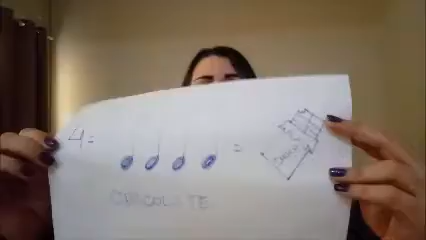 4 = =
CHOCOLATE